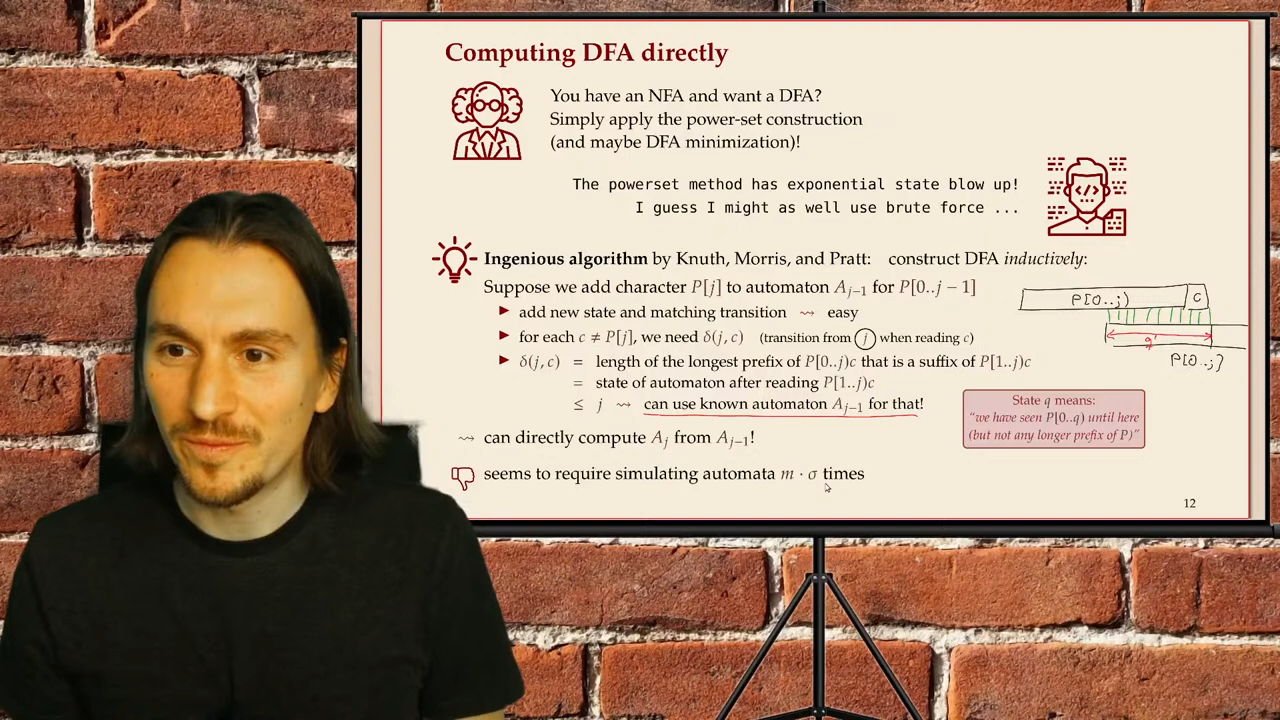 Computing DFA directly
You have an NFA and want a DFA?
Simply apply the power-set construction
(and maybe DFA minimization)!
The powerset method has exponential state blow up!
I guess I might as well use brute force ...
</>
Ingenious algorithm by Knuth, Morris, and Pratt: construct DFA inductively:
Suppose we add character P[j] to automaton A_{j−1} for P[0..j − 1]
▶ add new state and matching transition ⇝ easy
▶ for each c ≠ P[j], we need δ(j, c) (transition from j when reading c)
▶ δ(j, c) = length of the longest prefix of P[0..j)c that is a suffix of P[1..j)c
= state of automaton after reading P[1..j)c
≤ j ⇝ can use known automaton A_{j−1} for that!
P[0..j) c
q
P[0..j]
State q means:
"we have seen P[0..q) until here
(but not any longer prefix of P)"
⇝ can directly compute A_j from A_{j−1}!
seems to require simulating automata m · σ times
12